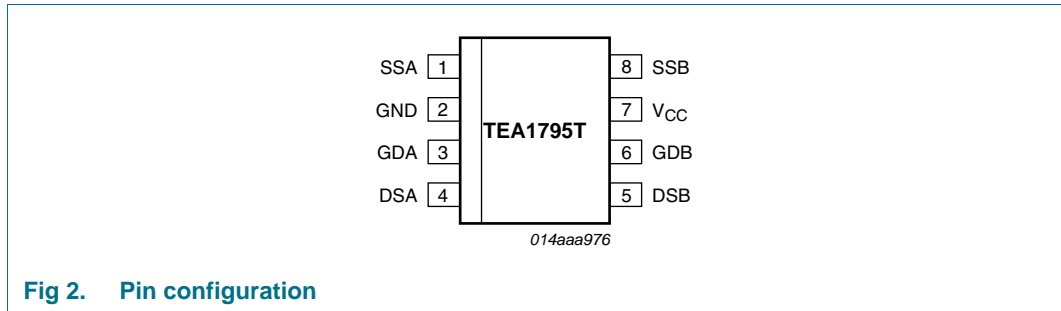 SSA 1 8 SSB
GND 2 7 VCC
TEA1795T
GDA 3 6 GDB
DSA 4 5 DSB
014aaa976
Fig 2. Pin configuration